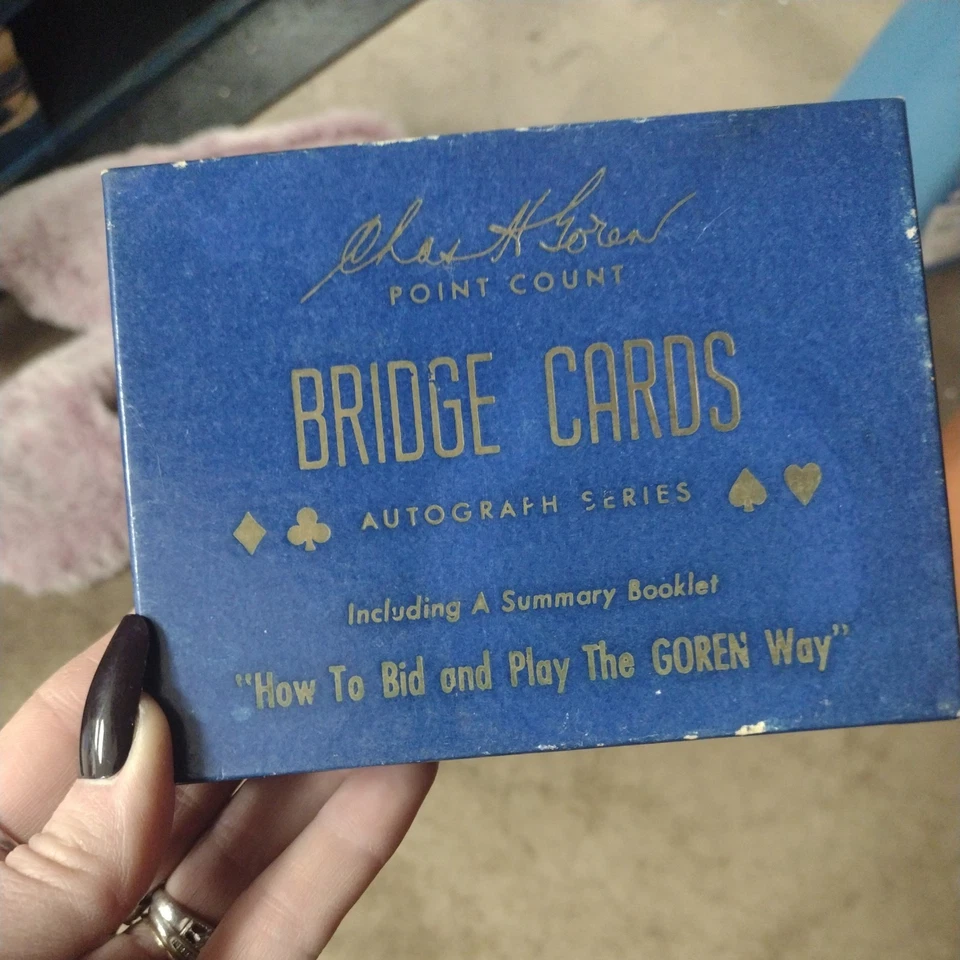 Chas H Goren
POINT COUNT
BRIDGE CARDS
AUTOGRAPH SERIES
Including A Summary Booklet
"How To Bid and Play The GOREN Way"